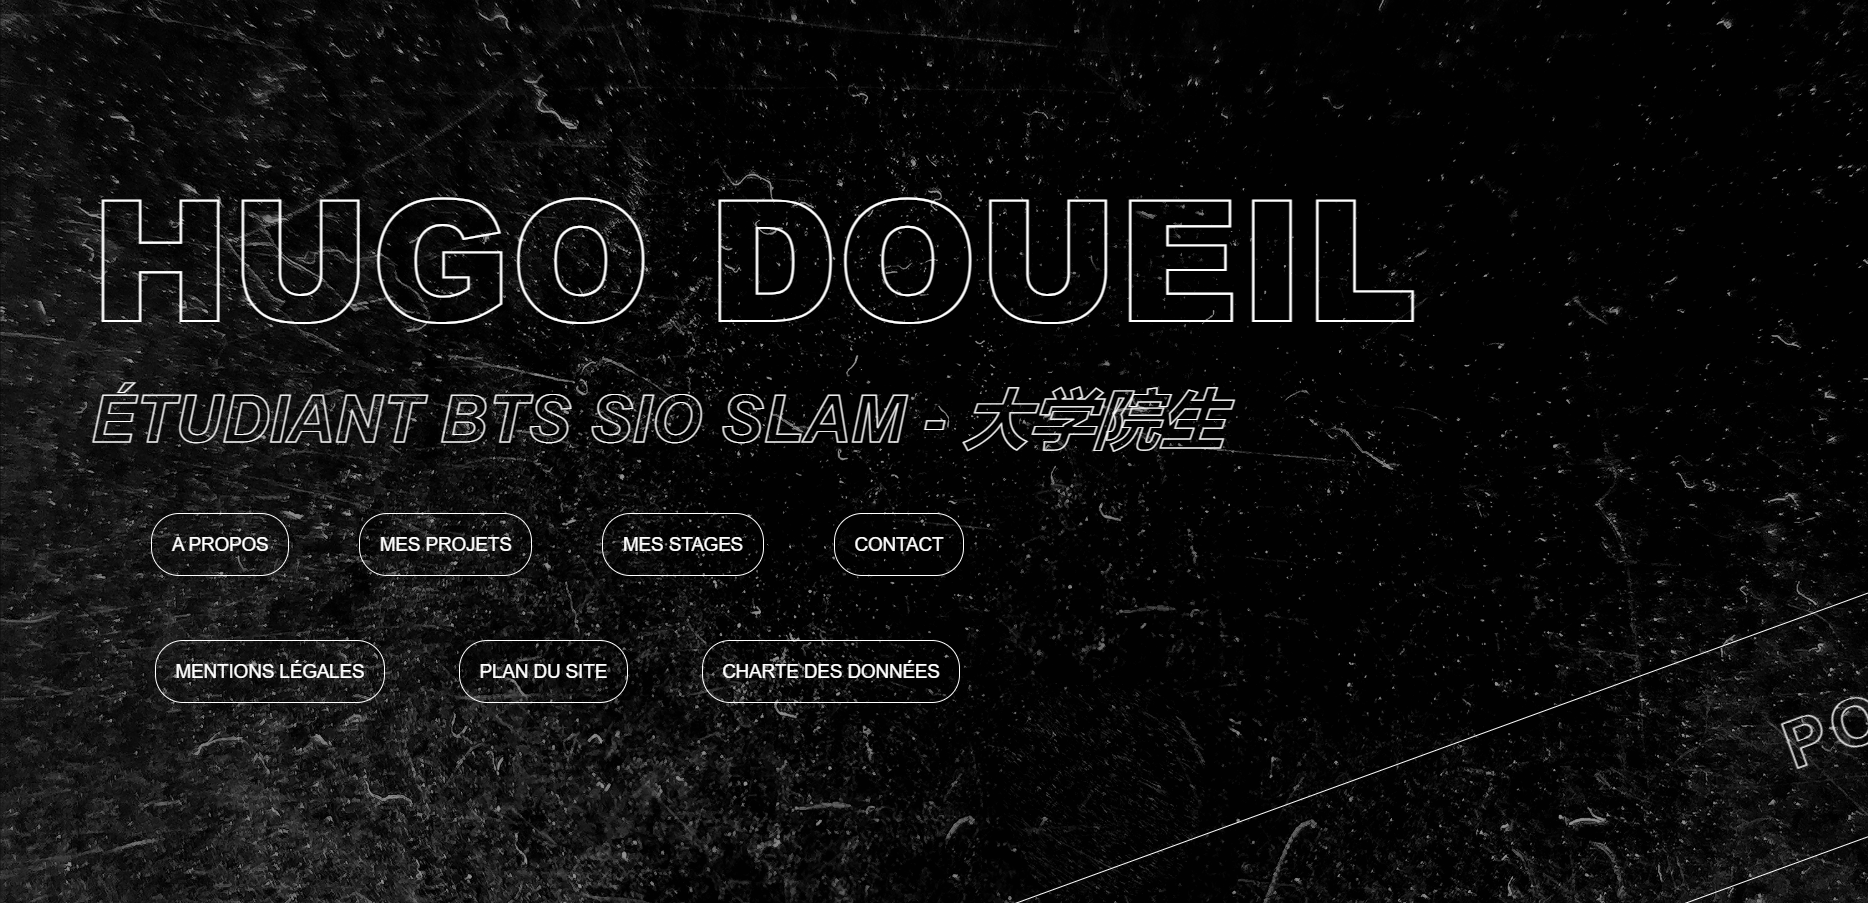 HUGO DOUEIL
ÉTUDIANT BTS SIO SLAM - 大学院生
À PROPOS MES PROJETS MES STAGES CONTACT
MENTIONS LÉGALES PLAN DU SITE CHARTE DES DONNÉES
PO